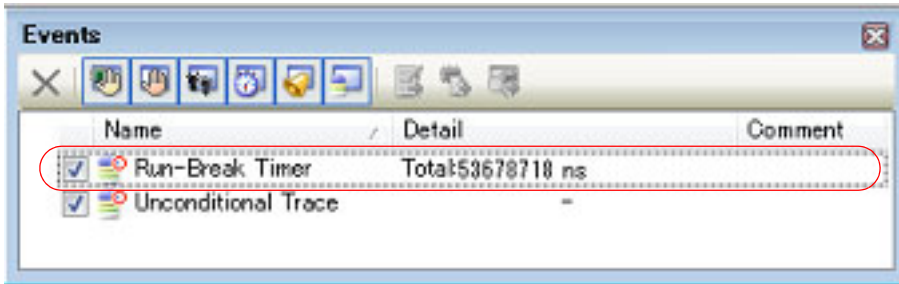 Events
Name / Detail Comment
Run-Break Timer Total:53678718 ns
Unconditional Trace -